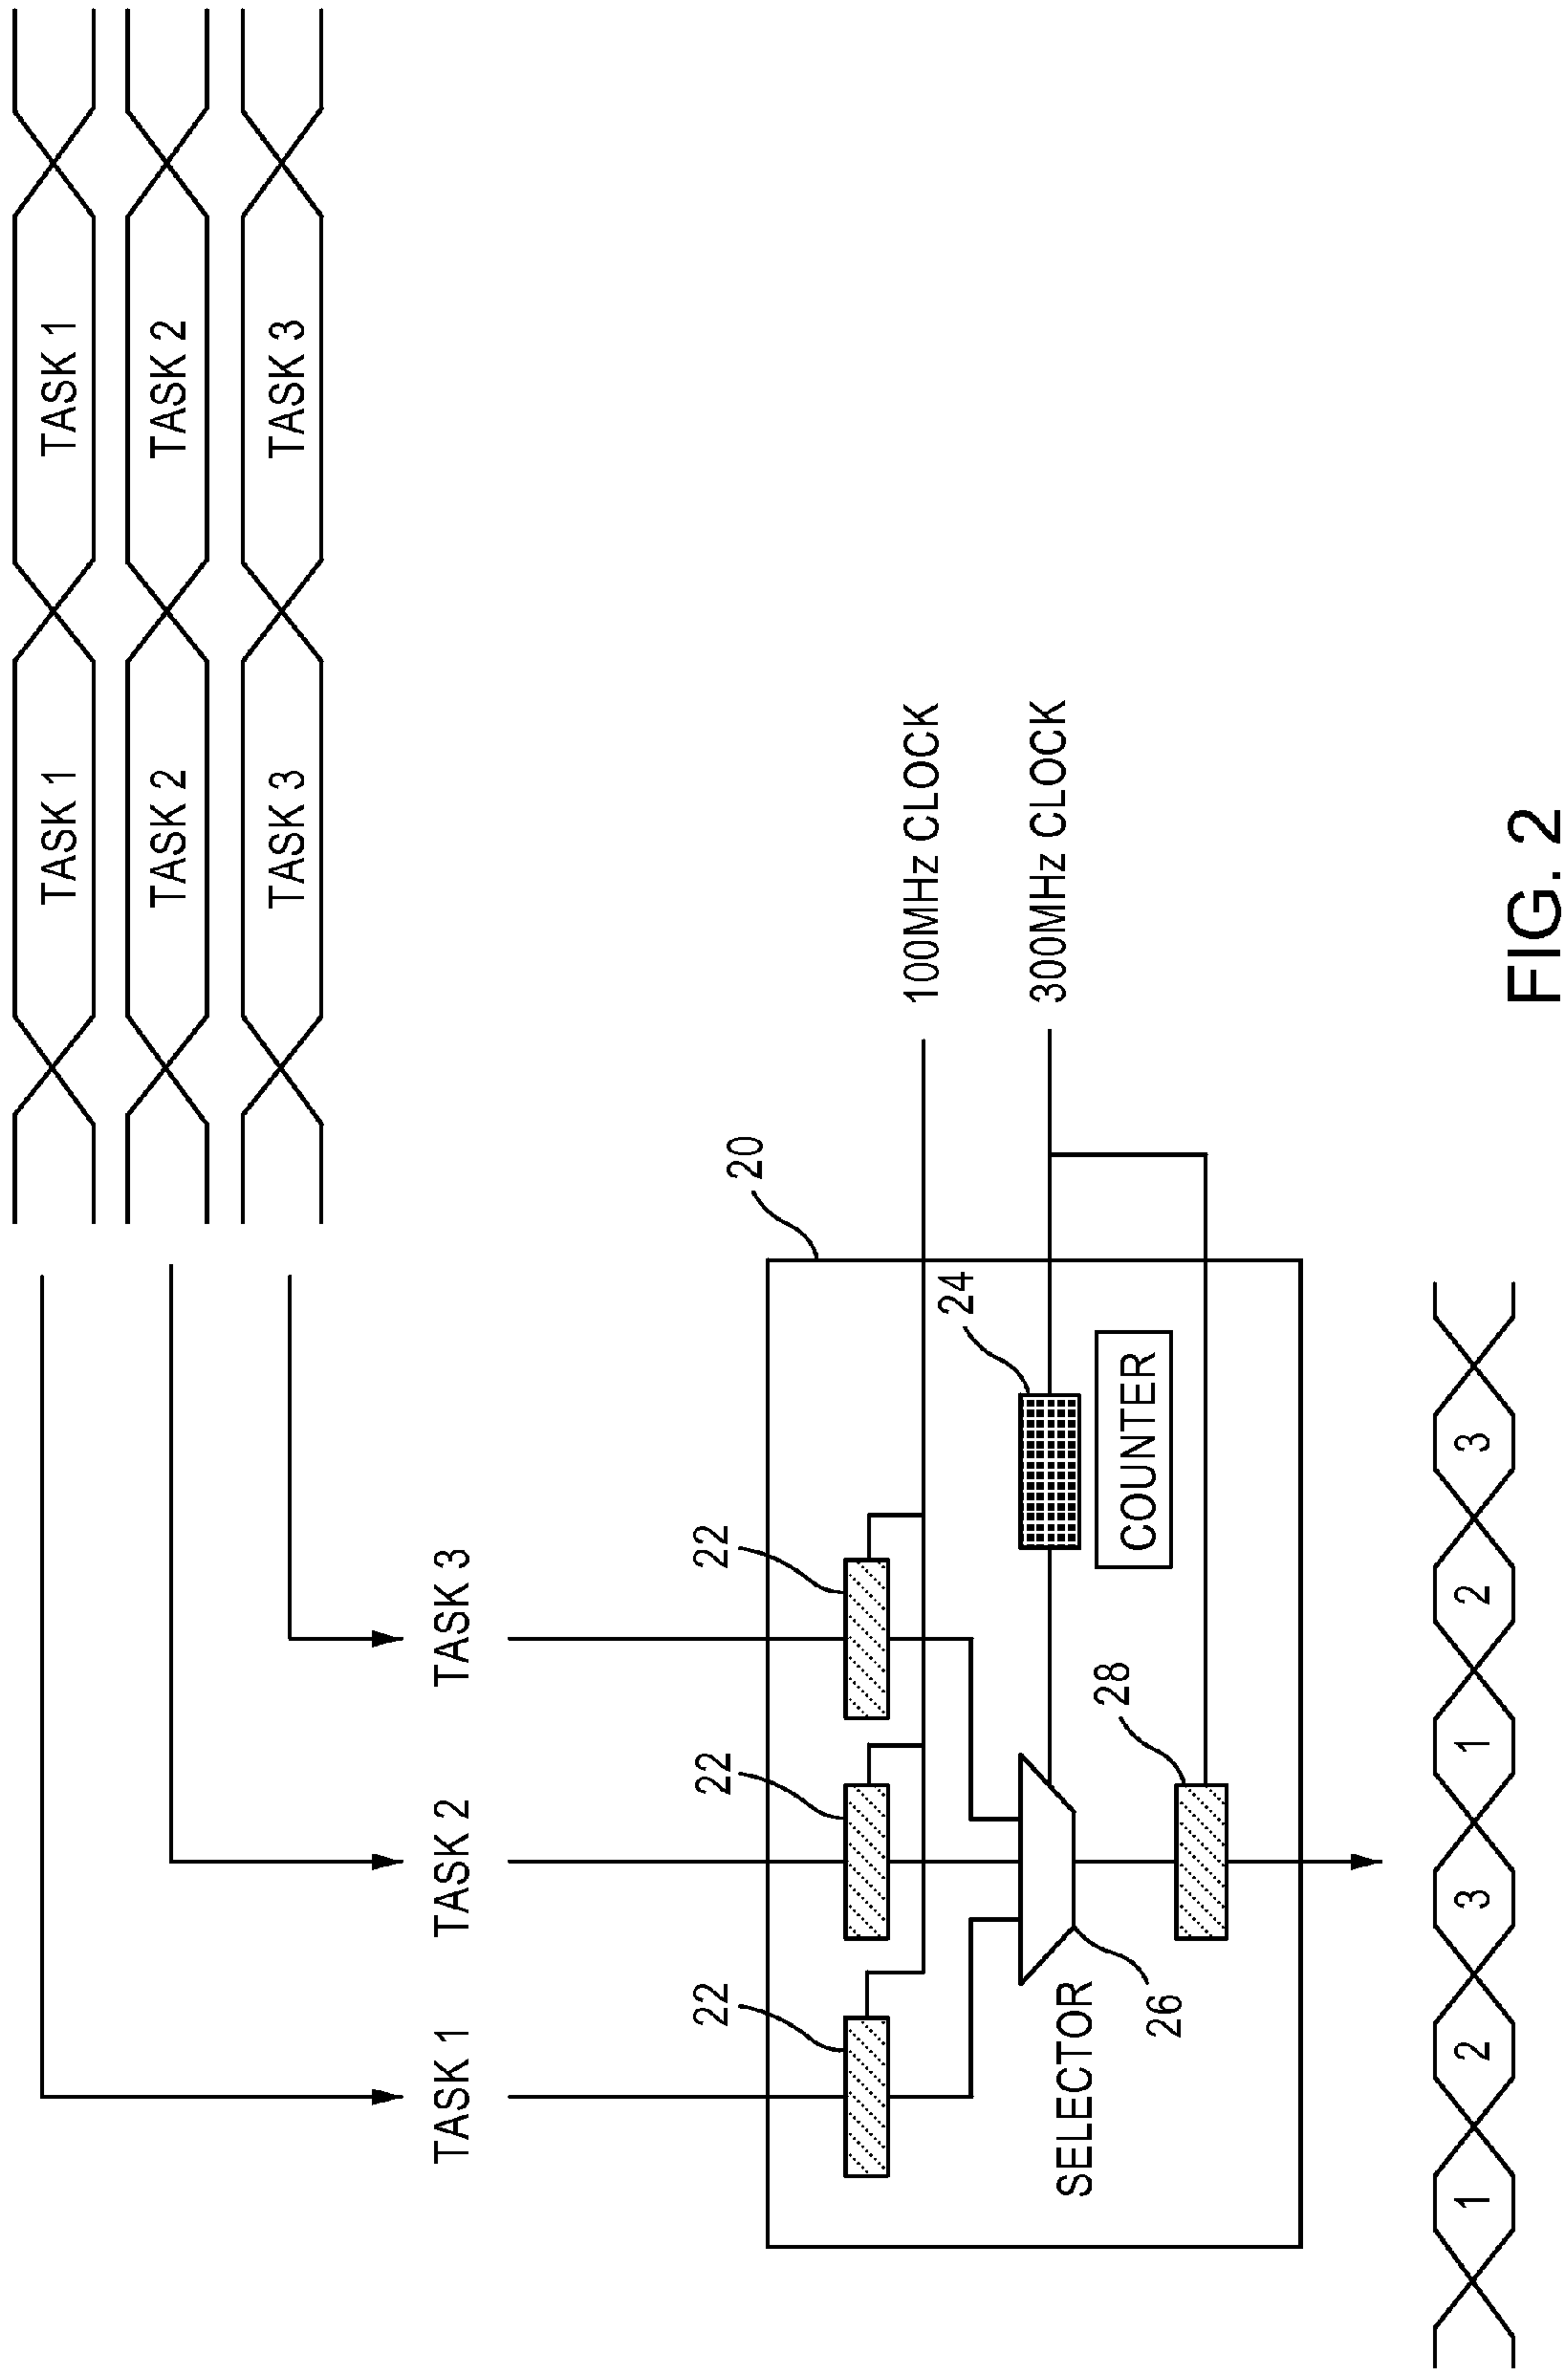 TASK 1
TASK 1
TASK 2
TASK 2
TASK 3
TASK 3
TASK 1
TASK 2
TASK 3
20
22
22
22
100MHz CLOCK
24
300MHz CLOCK
COUNTER
SELECTOR
26
28
1
2
3
1
2
3
FIG. 2